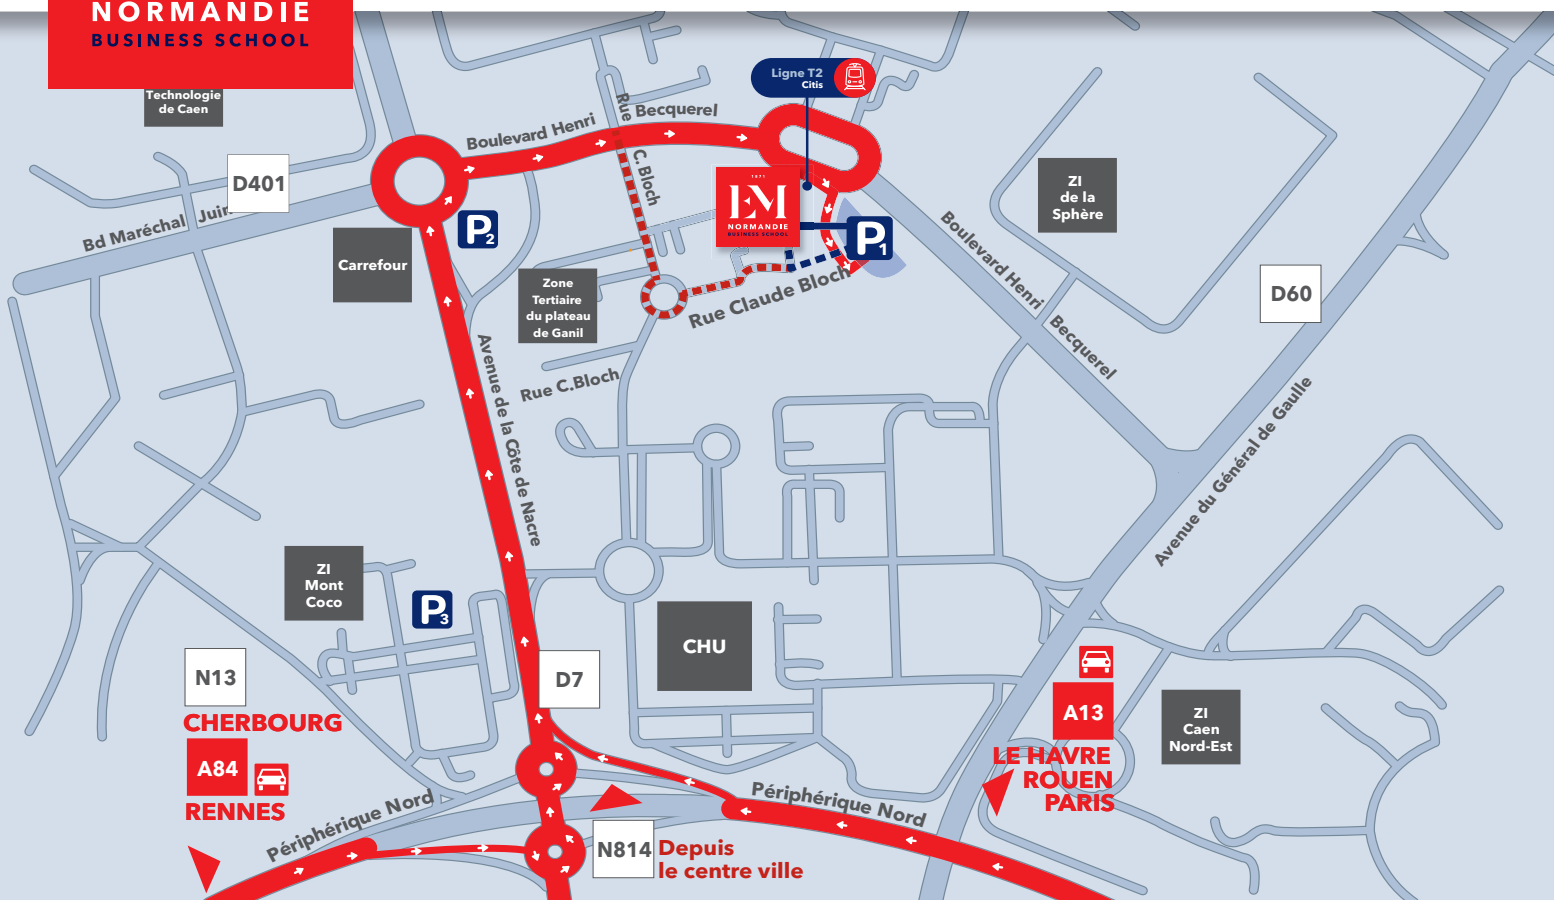 NORMANDIE
BUSINESS SCHOOL
Technologie
de Caen
D401
Bd Maréchal Juin
Carrefour
Boulevard Henri Becquerel
Rue C. Bloch
Ligne T2
Citis
P2
1871
EM
NORMANDIE
BUSINESS SCHOOL
P1
ZI
de la
Sphère
D60
Zone
Tertiaire
du plateau
de Ganil
Rue Claude Bloch
Rue C.Bloch
Boulevard Henri Becquerel
Avenue de la Côte de Nacre
Avenue du Général de Gaulle
ZI
Mont
Coco
P3
CHU
N13
CHERBOURG
A84
RENNES
D7
A13
LE HAVRE
ROUEN
PARIS
ZI
Caen
Nord-Est
Périphérique Nord
Périphérique Nord
N814
Depuis
le centre ville